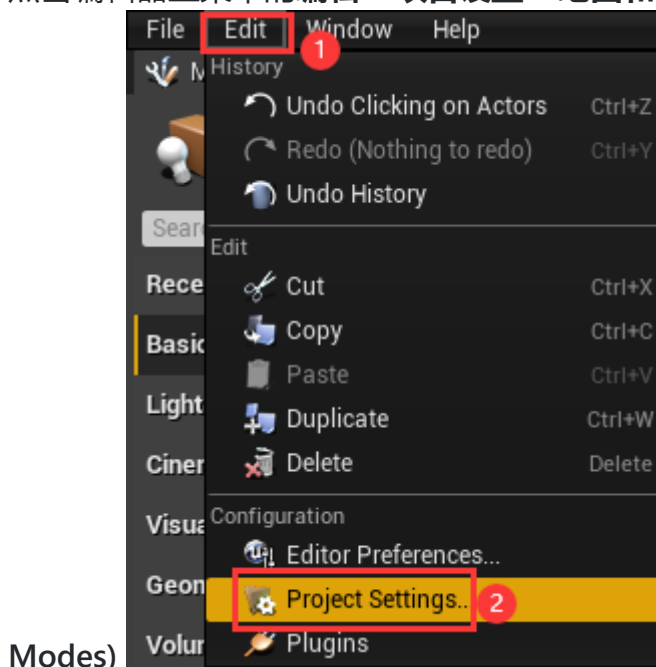 File Edit Window Help
1
History
Undo Clicking on Actors Ctrl+Z
Redo (Nothing to redo) Ctrl+Y
Undo History
Edit
Rece
Cut Ctrl+X
Basic
Copy Ctrl+C
Paste Ctrl+V
Light
Duplicate Ctrl+W
Ciner
Delete Delete
Visua
Configuration
Editor Preferences...
Geon
Project Settings... 2
Modes)
Volur
Plugins